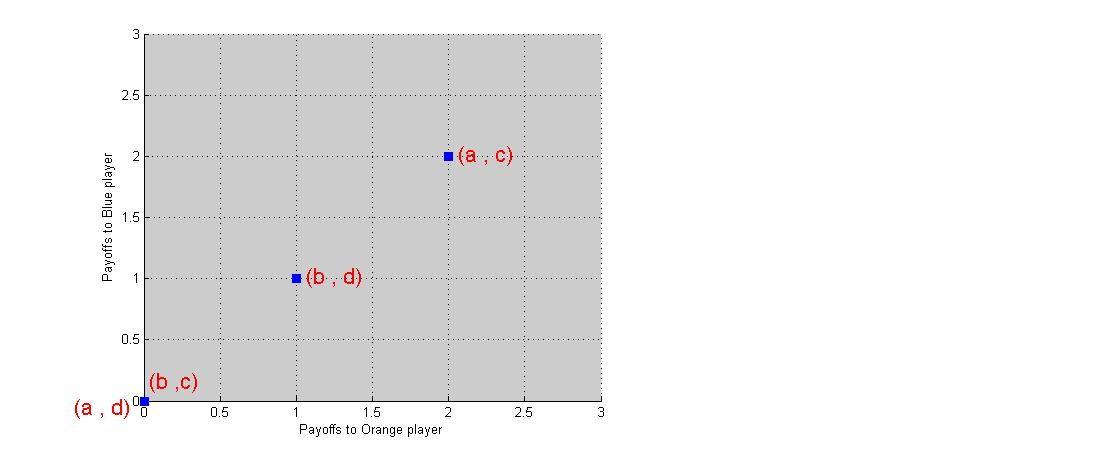 3
2.5
2
(a , c)
1.5
Payoffs to Blue player
1
(b , d)
0.5
(b ,c)
(a , d)
0
0 0.5 1 1.5 2 2.5 3
Payoffs to Orange player